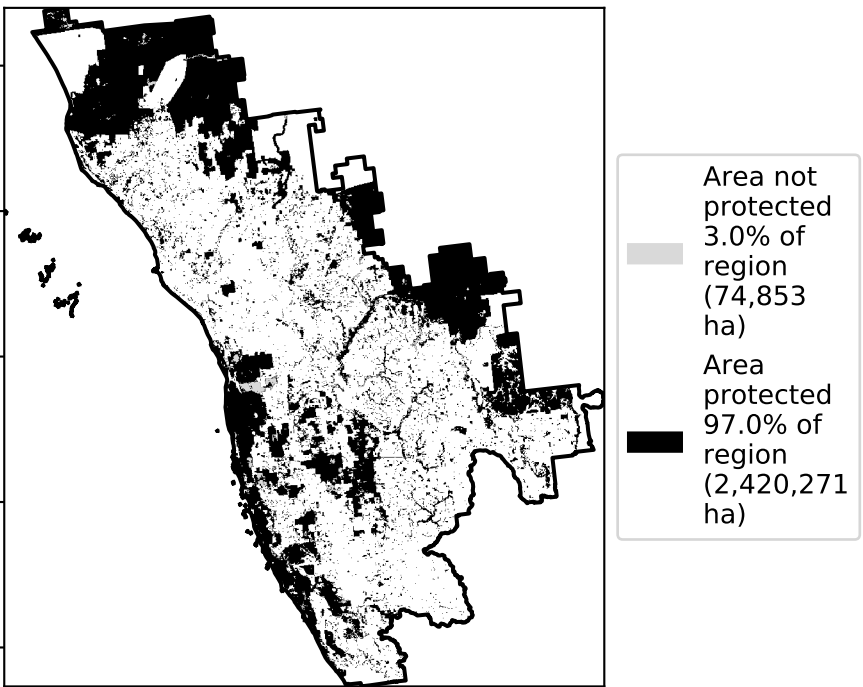 Area not
protected
3.0% of
region
(74,853
ha)
Area
protected
97.0% of
region
(2,420,271
ha)